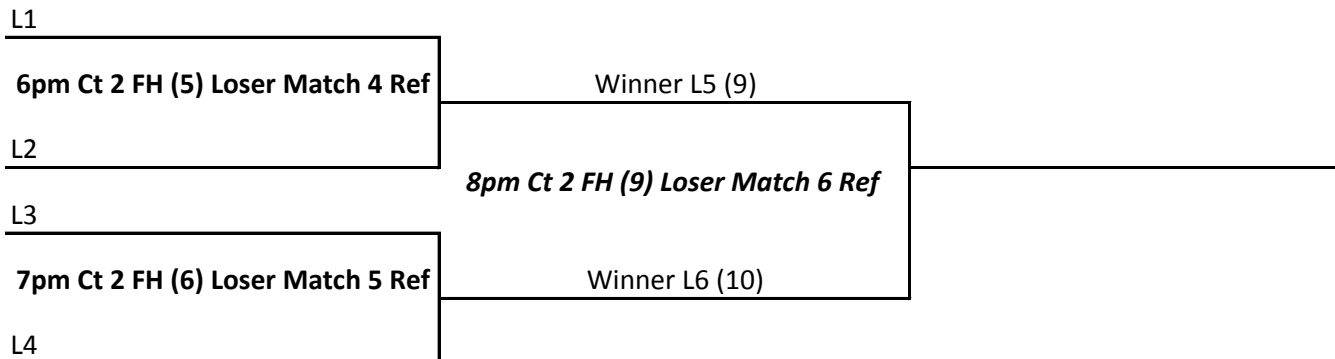 L1
6pm Ct 2 FH (5) Loser Match 4 Ref
Winner L5 (9)
L2
8pm Ct 2 FH (9) Loser Match 6 Ref
L3
7pm Ct 2 FH (6) Loser Match 5 Ref
Winner L6 (10)
L4